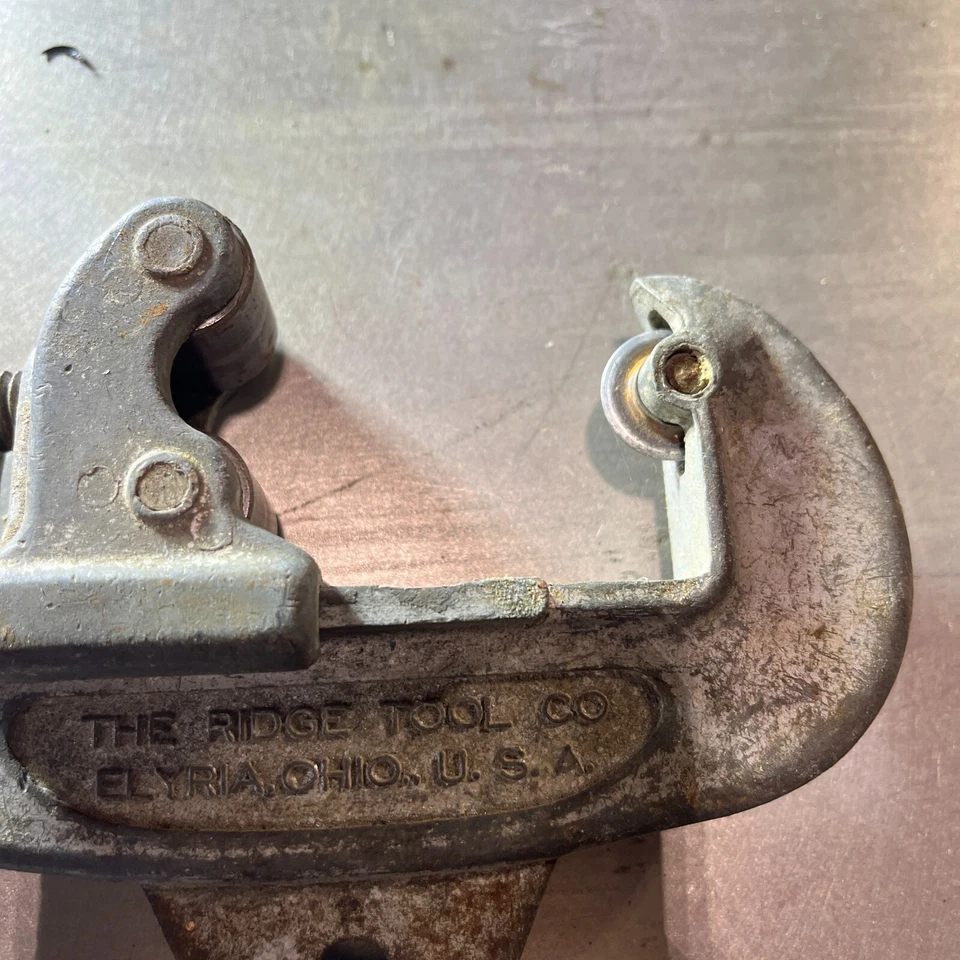 THE RIDGE TOOL CO
ELYRIA, OHIO., U. S. A.